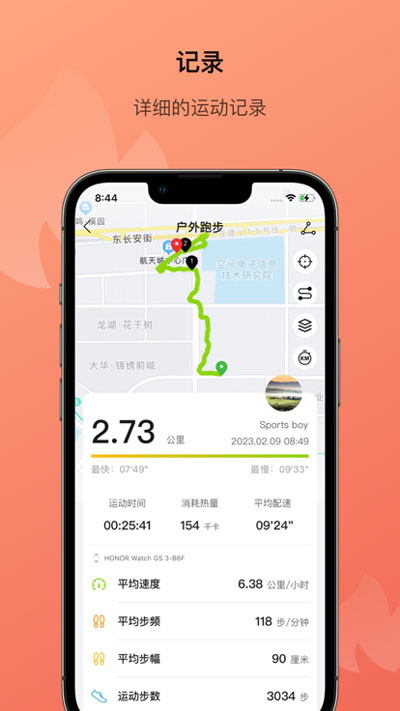 记录
详细的运动记录
8:44
户外跑步
东长安街
航天城中心广
2
1
空间电子信息
技术研究院
龙湖·花千树
大华·锦绣前城
KM
Sports boy
2.73 公里
2023.02.09 08:49
最快：07'49"
最慢：09'33"
运动时间 消耗热量 平均配速
00:25:41 154 千卡 09'24"
HONOR Watch GS 3-B6F
平均速度 6.38 公里/小时
平均步频 118 步/分钟
平均步幅 90 厘米
运动步数 3034 步